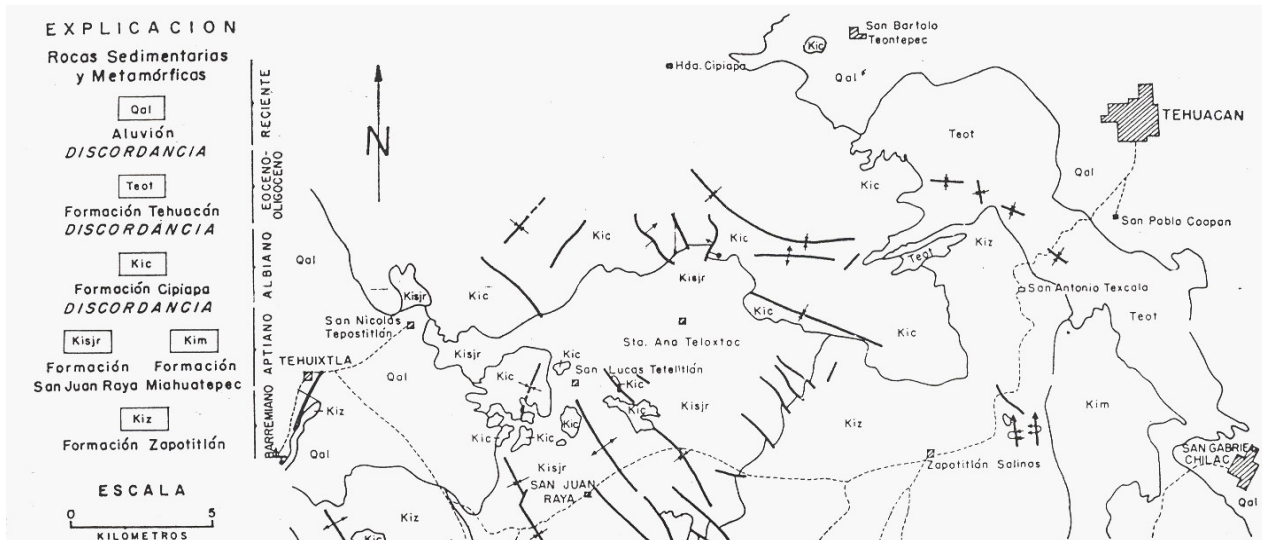 EXPLICACION
Rocas Sedimentarias
y Metamórficas
Qal
Aluvión
DISCORDANCIA
Teot
Formación Tehuacán
DISCORDANCIA
Kic
Formación Cipiapa
DISCORDANCIA
Kisjr
Kim
Formación
Formación
San Juan Raya
Miahuatepec
Kiz
Formación Zapotitlán
RECIENTE
EOCENO-
OLIGOCENO
ALBIANO
APTIANO
BARREMIANO
ESCALA
0
5
KILOMETROS
N
San Bartolo
Teontepec
Kic
Hda. Cipiapa
Qal
TEHUACAN
Teot
Qal
Kic
San Pablo Coapan
Kic
Kic
Kiz
Teot
Qal
Kisjr
Kisjr
Kic
San Antonio Texcala
Kic
Teot
San Nicolás
Tepostitlán
Sta. Ana Teloxtoc
Kic
TEHUIXTLA
Kisjr
Kic
Kic
San Lucas Tetelitlán
Qal
Kic
Kisjr
Kim
Kiz
Kic
Kic
Kiz
Kic
Kic
Qal
Kisjr
SAN JUAN
RAYA
Zapotitlán Salinas
SAN GABRIEL
CHILAC
Qal
Kiz
Kic